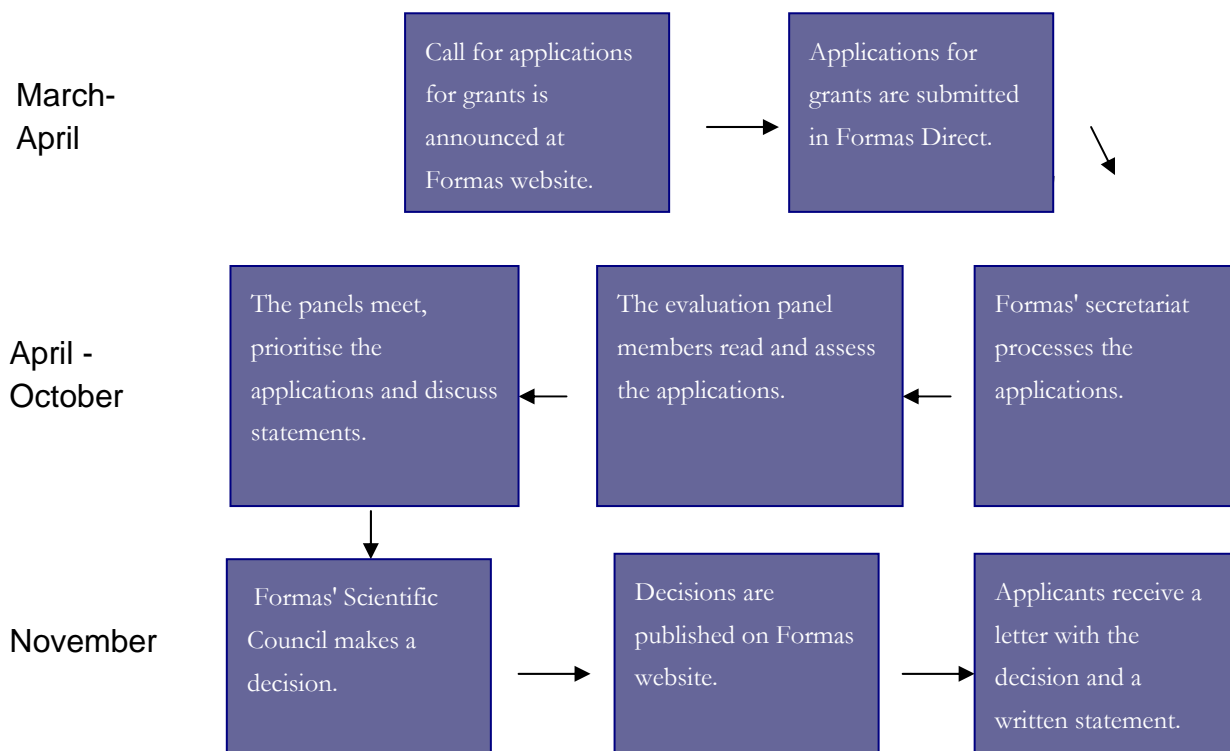 March-
April
Call for applications
for grants is
announced at
Formas website.
Applications for
grants are submitted
in Formas Direct.
April -
October
The panels meet,
prioritise the
applications and discuss
statements.
The evaluation panel
members read and assess
the applications.
Formas' secretariat
processes the
applications.
November
Formas' Scientific
Council makes a
decision.
Decisions are
published on Formas
website.
Applicants receive a
letter with the
decision and a
written statement.